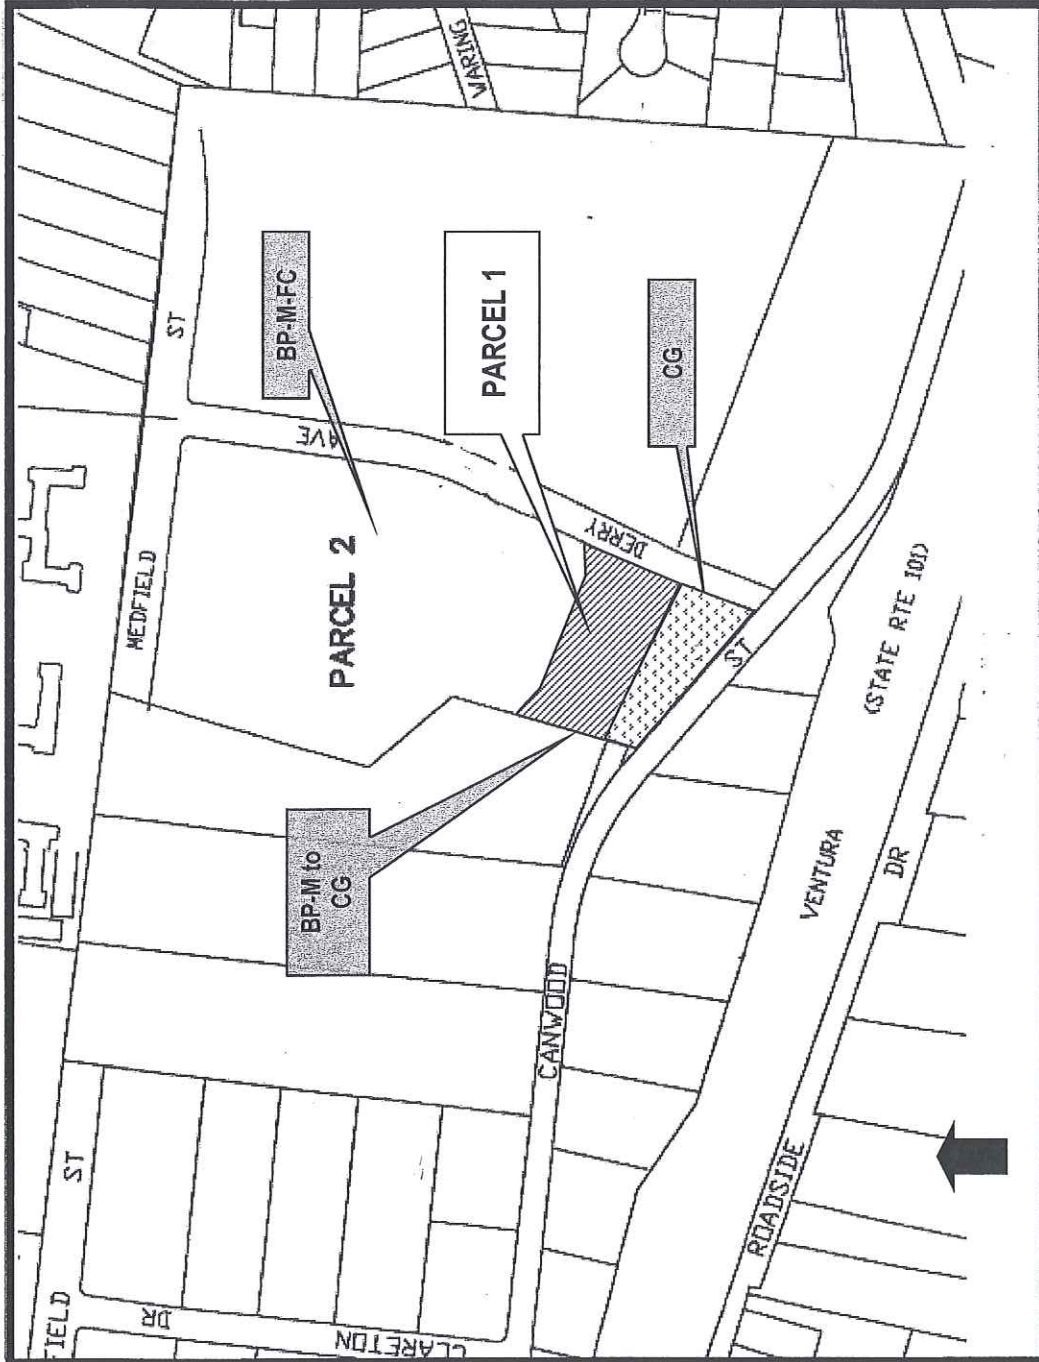 WARING
ST
BP-M-FC
PARCEL 1
CG
AVE
DERRY
MEDFIELD
PARCEL 2
ST
(STATE RTE 101)
BP-M to
CG
VENTURA
DR
CANWOOD
ST
ROADSIDE
FIELD
DR
CLARETON